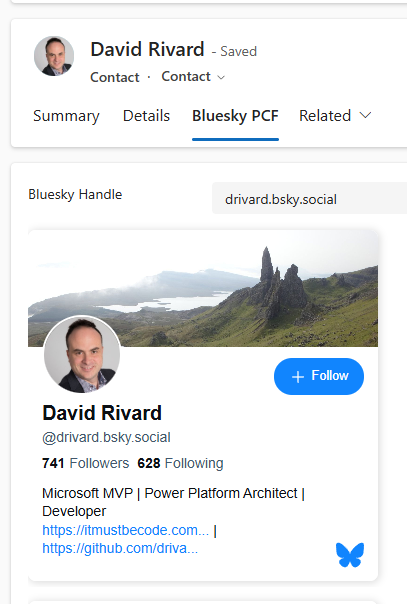 David Rivard - Saved
Contact · Contact
Summary Details Bluesky PCF Related
Bluesky Handle drivard.bsky.social
+ Follow
David Rivard
@drivard.bsky.social
741 Followers 628 Following
Microsoft MVP | Power Platform Architect |
Developer
https://itmustbecode.com... |
https://github.com/driva...